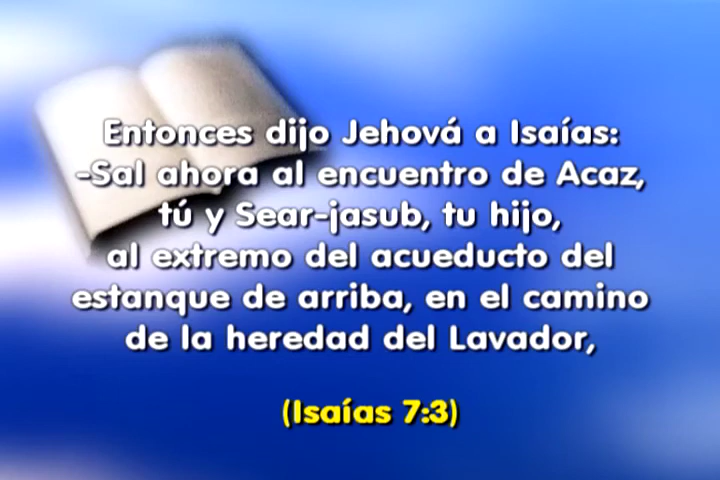 Entonces dijo Jehová a Isaías:
-Sal ahora al encuentro de Acaz,
tú y Sear-jasub, tu hijo,
al extremo del acueducto del
estanque de arriba, en el camino
de la heredad del Lavador,
(Isaías 7:3)